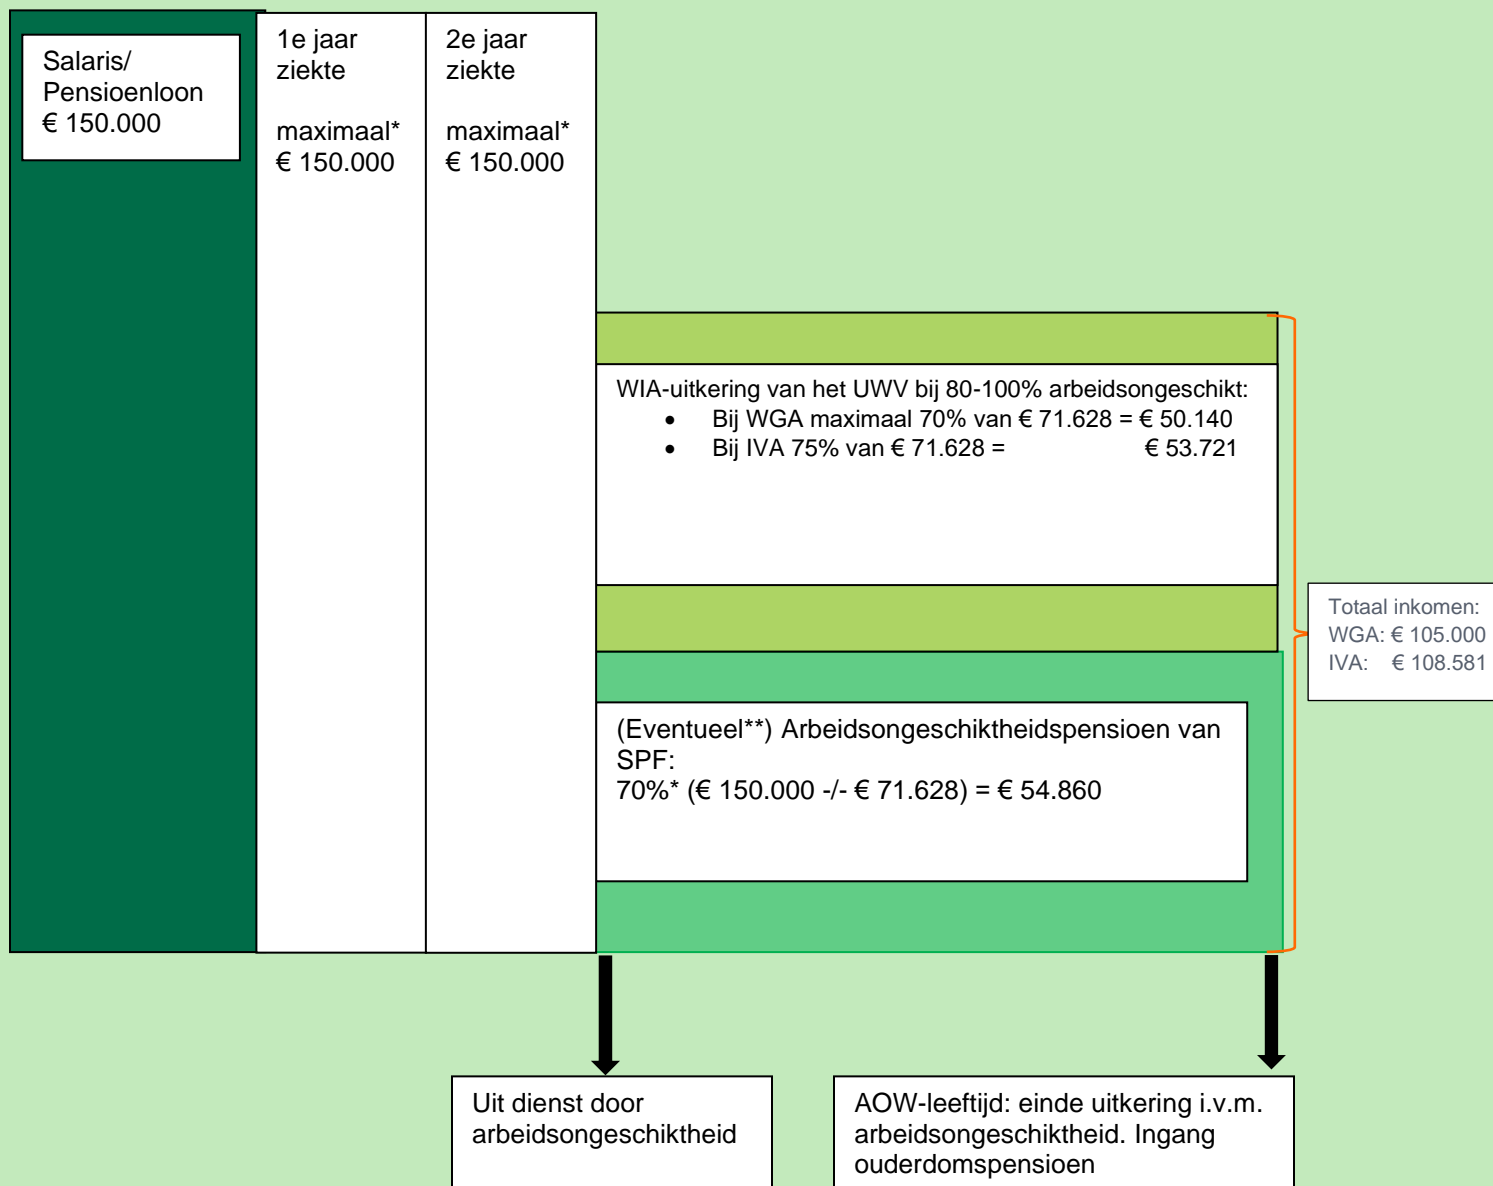 Salaris/
Pensioenloon
€ 150.000
1e jaar
ziekte
maximaal*
€ 150.000
2e jaar
ziekte
maximaal*
€ 150.000
WIA-uitkering van het UWV bij 80-100% arbeidsongeschikt:
• Bij WGA maximaal 70% van € 71.628 = € 50.140
• Bij IVA 75% van € 71.628 = € 53.721
Totaal inkomen:
WGA: € 105.000
IVA: € 108.581
(Eventueel**) Arbeidsongeschiktheidspensioen van
SPF:
70%* (€ 150.000 -/- € 71.628) = € 54.860
Uit dienst door
arbeidsongeschiktheid
AOW-leeftijd: einde uitkering i.v.m.
arbeidsongeschiktheid. Ingang
ouderdomspensioen